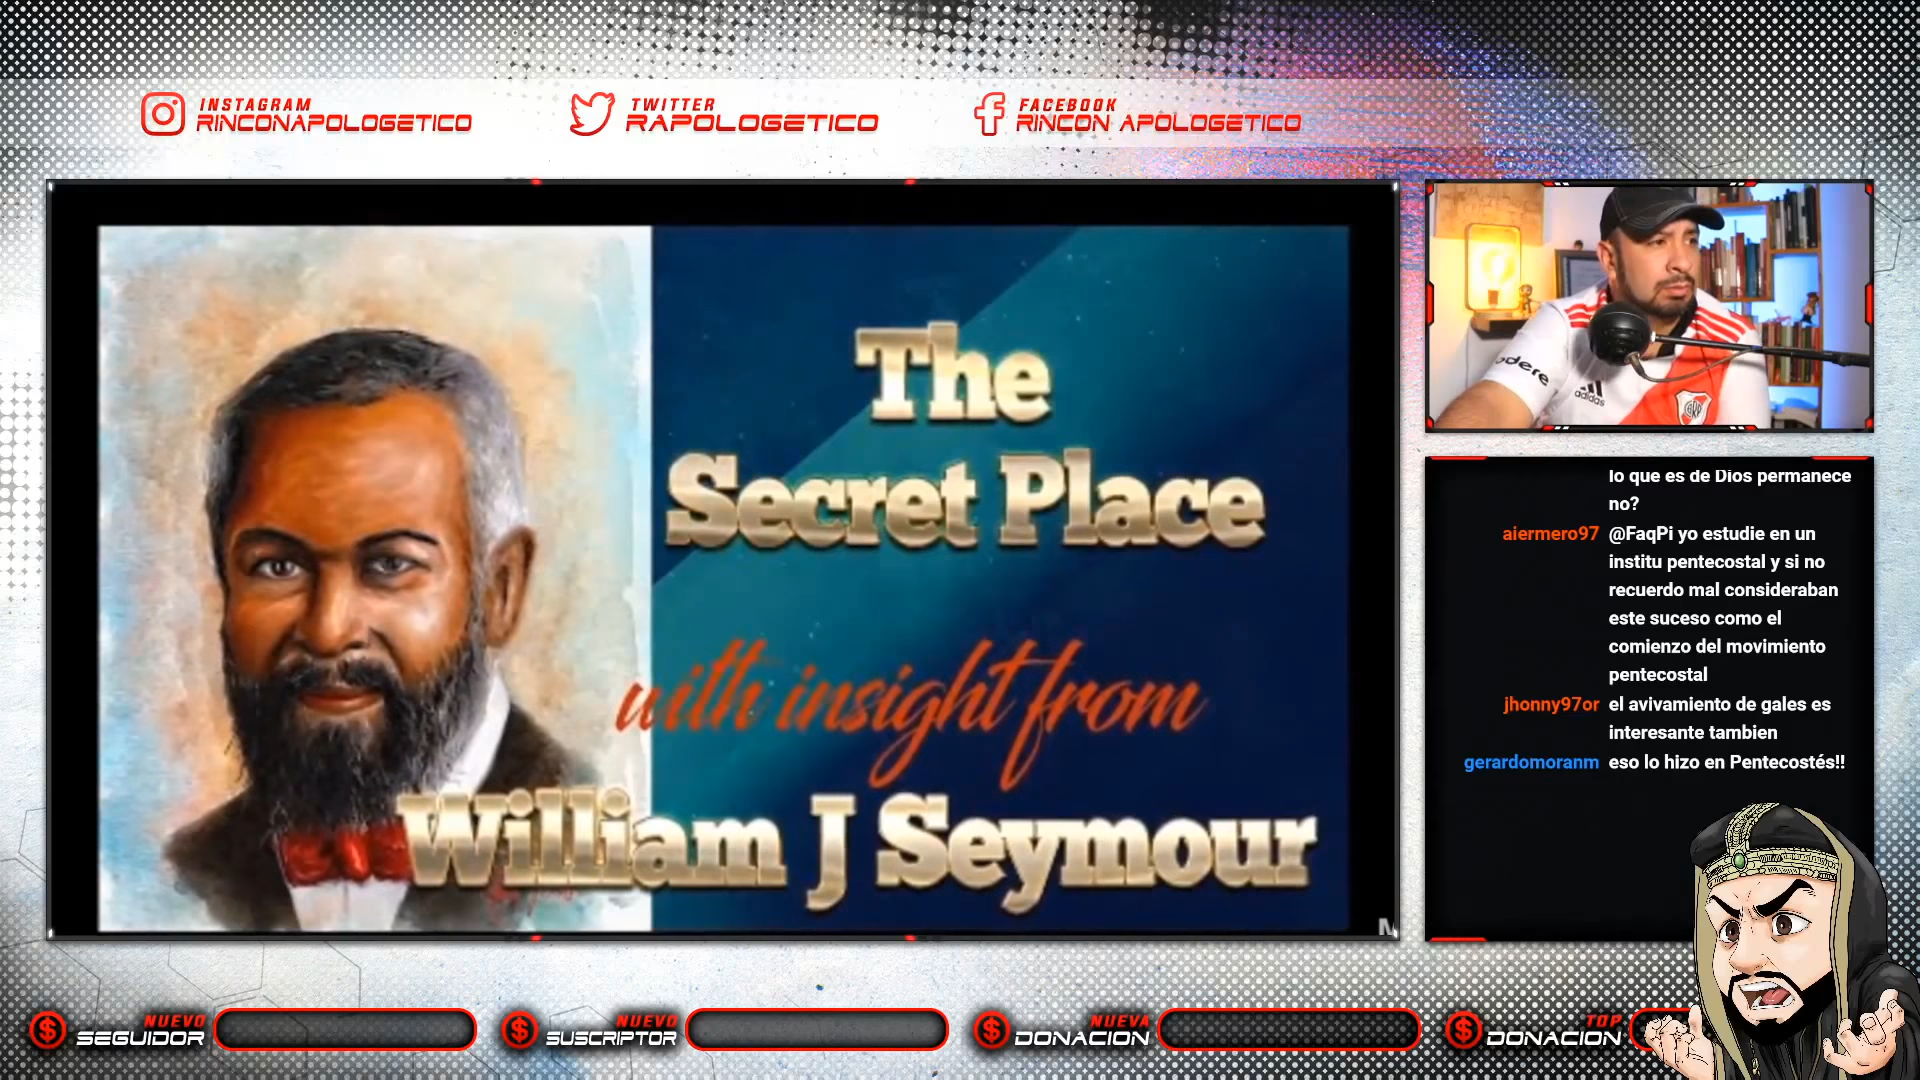 INSTAGRAM
RINCONAPOLOGETICO
TWITTER
RAPOLOGETICO
FACEBOOK
RINCON APOLOGETICO
The
Secret Place
with insight from
William J Seymour
M
odere
adidas
CARP
lo que es de Dios permanece
no?
aiermero97 @FaqPi yo estudie en un
institu pentecostal y si no
recuerdo mal consideraban
este suceso como el
comienzo del movimiento
pentecostal
jhonny97or el avivamiento de gales es
interesante tambien
gerardomoranm eso lo hizo en Pentecostés!!
NUEVO
SEGUIDOR
NUEVO
SUSCRIPTOR
NUEVA
DONACION
TOP
DONACION